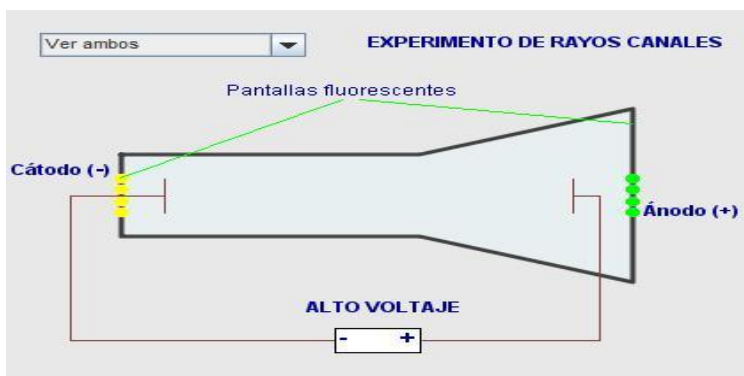 Ver ambos
EXPERIMENTO DE RAYOS CANALES
Pantallas fluorescentes
Cátodo (-)
Ánodo (+)
ALTO VOLTAJE
- +